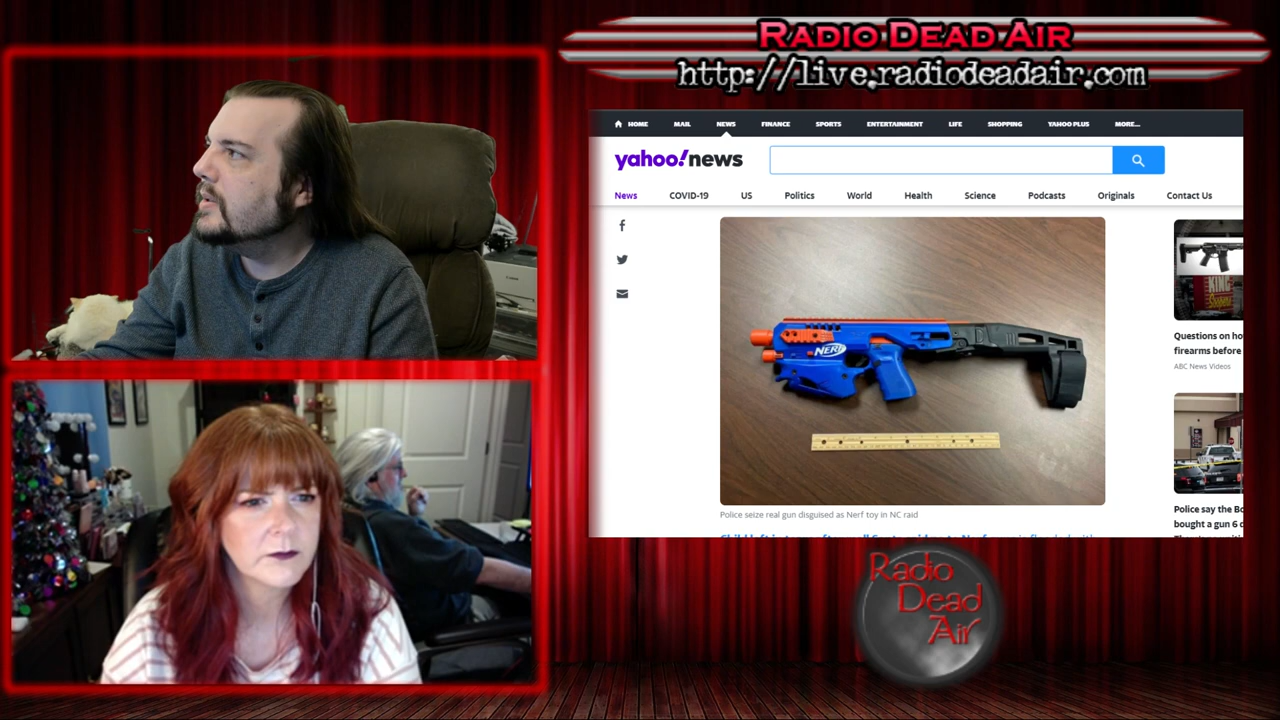 RADIO DEAD AIR
http://live.radiodeadair.com
HOME MAIL NEWS FINANCE SPORTS ENTERTAINMENT LIFE SHOPPING YAHOO PLUS MORE...
yahoo!news
News COVID-19 US Politics World Health Science Podcasts Originals Contact Us
NERF
KING
Soopers
Questions on ho
firearms before
ABC News Videos
Police seize real gun disguised as Nerf toy in NC raid
Police say the Bo
bought a gun 6 d
Radio
Dead
Air